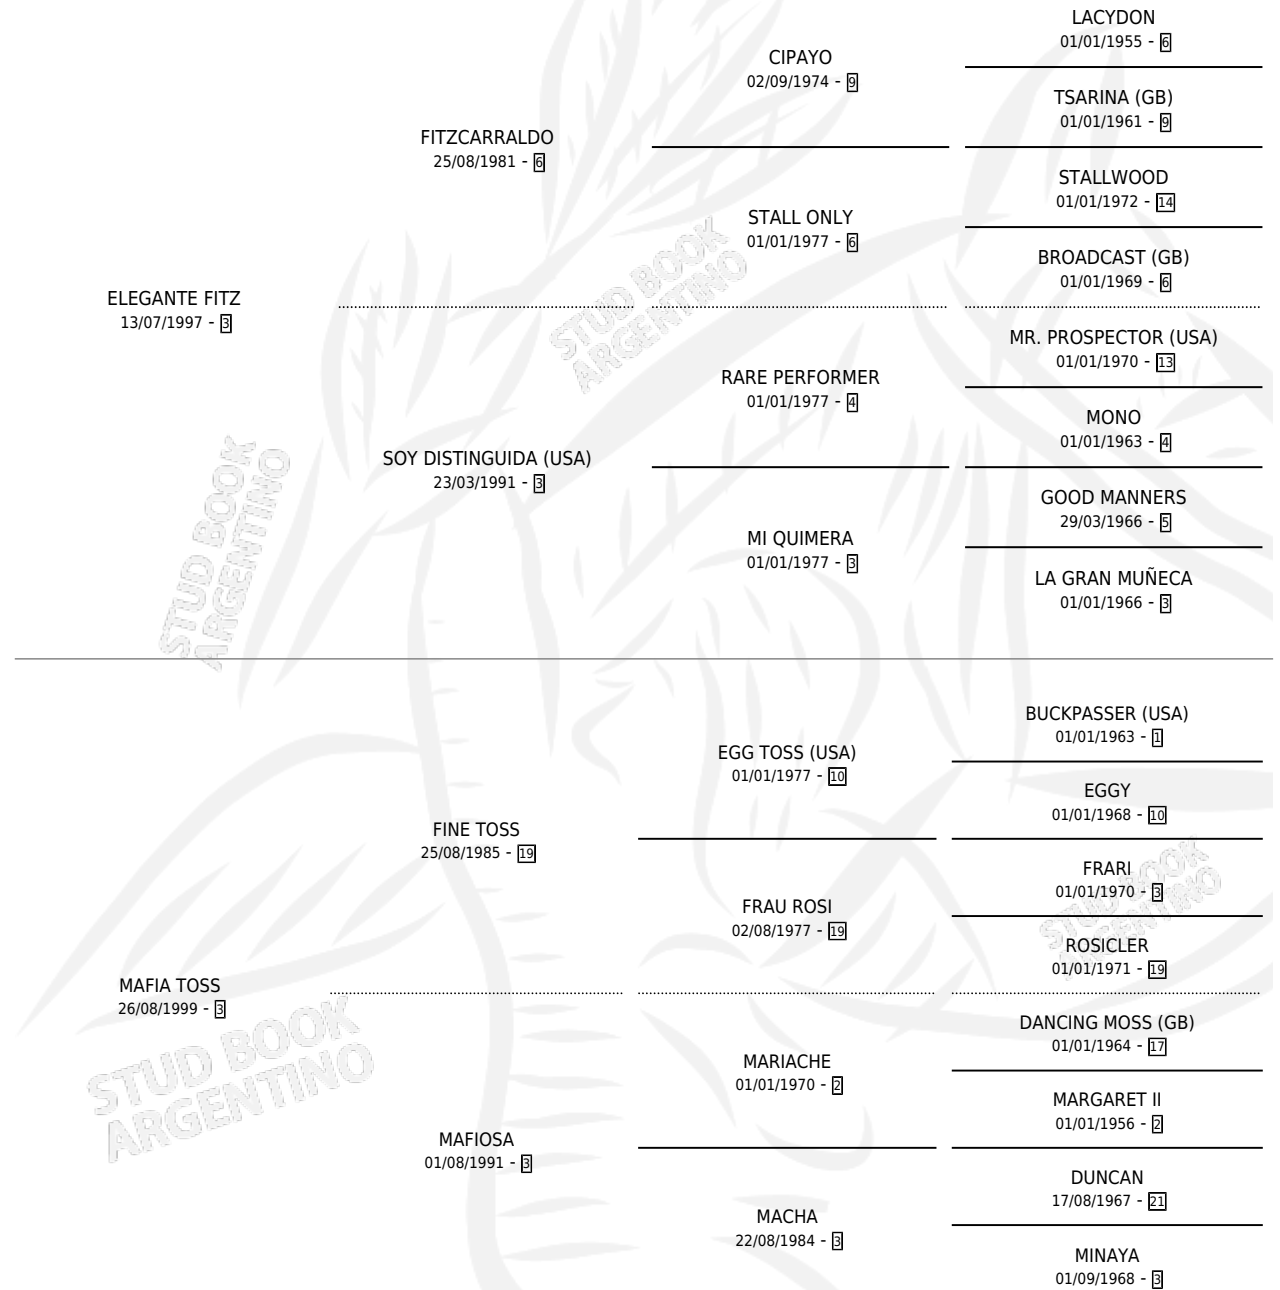 LACYDON
01/01/1955 - 6
CIPAYO
02/09/1974 - 9
TSARINA (GB)
01/01/1961 - 9
FITZCARRALDO
25/08/1981 - 6
STALLWOOD
01/01/1972 - 14
STALL ONLY
01/01/1977 - 6
BROADCAST (GB)
01/01/1969 - 6
ELEGANTE FITZ
13/07/1997 - 3
MR. PROSPECTOR (USA)
01/01/1970 - 13
RARE PERFORMER
01/01/1977 - 4
MONO
01/01/1963 - 4
SOY DISTINGUIDA (USA)
23/03/1991 - 3
GOOD MANNERS
29/03/1966 - 5
MI QUIMERA
01/01/1977 - 3
LA GRAN MUÑECA
01/01/1966 - 3
BUCKPASSER (USA)
01/01/1963 - 1
EGG TOSS (USA)
01/01/1977 - 10
EGGY
01/01/1968 - 10
FINE TOSS
25/08/1985 - 19
FRARI
01/01/1970 - 3
FRAU ROSI
02/08/1977 - 19
ROSICLER
01/01/1971 - 19
MAFIA TOSS
26/08/1999 - 3
DANCING MOSS (GB)
01/01/1964 - 17
MARIACHE
01/01/1970 - 2
MARGARET II
01/01/1956 - 2
MAFIOSA
01/08/1991 - 3
DUNCAN
17/08/1967 - 21
MACHA
22/08/1984 - 3
MINAYA
01/09/1968 - 3
STUD BOOK
ARGENTINO
STUD BOOK
ARGENTINO
STUD BOOK
ARGENTINO
STUD BOOK
ARGENTINO